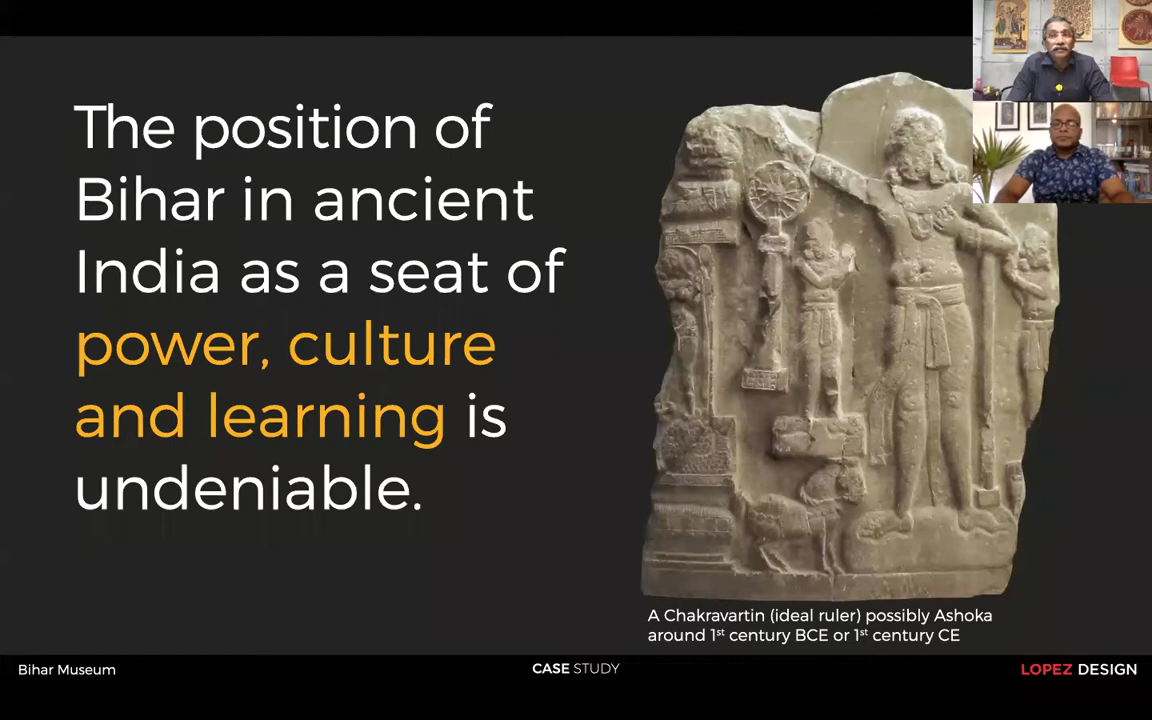 The position of
Bihar in ancient
India as a seat of
power, culture
and learning is
undeniable.
A Chakravartin (ideal ruler) possibly Ashoka
around 1st century BCE or 1st century CE
Bihar Museum
CASE STUDY
LOPEZ DESIGN